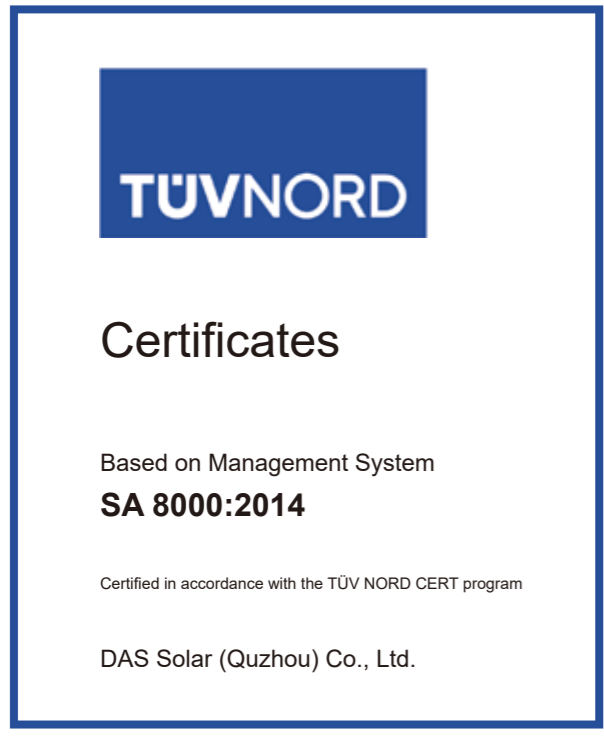 TÜVNORD
Certificates
Based on Management System
SA 8000:2014
Certified in accordance with the TÜV NORD CERT program
DAS Solar (Quzhou) Co., Ltd.